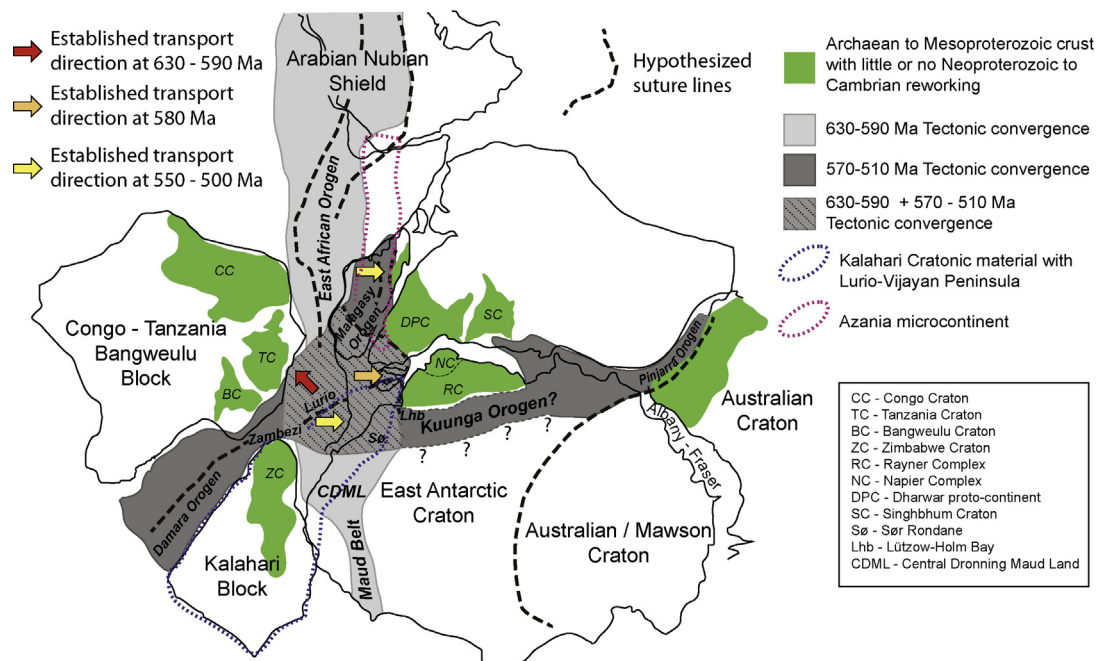 Established transport
direction at 630 - 590 Ma
Established transport
direction at 580 Ma
Established transport
direction at 550 - 500 Ma
Arabian Nubian
Shield
Hypothesized
suture lines
Archaean to Mesoproterozoic crust
with little or no Neoproterozoic to
Cambrian reworking
630-590 Ma Tectonic convergence
570-510 Ma Tectonic convergence
630-590 + 570 - 510 Ma
Tectonic convergence
Kalahari Cratonic material with
Lurio-Vijayan Peninsula
Azania microcontinent
East African Orogen
Malagasy
Orogen
CC
Congo - Tanzania
Bangweulu
Block
TC
BC
DPC
SC
NC
RC
Pinjarra Orogen
Australian
Craton
Lurio
Zambezi
Lhb
Sø
Kuunga Orogen?
? ? ? ?
Albany - Fraser
ZC
Damara Orogen
CDML
East Antarctic
Craton
Maud Belt
Kalahari
Block
Australian / Mawson
Craton
CC - Congo Craton
TC - Tanzania Craton
BC - Bangweulu Craton
ZC - Zimbabwe Craton
RC - Rayner Complex
NC - Napier Complex
DPC - Dharwar proto-continent
SC - Singhbhum Craton
Sø - Sør Rondane
Lhb - Lützow-Holm Bay
CDML - Central Dronning Maud Land